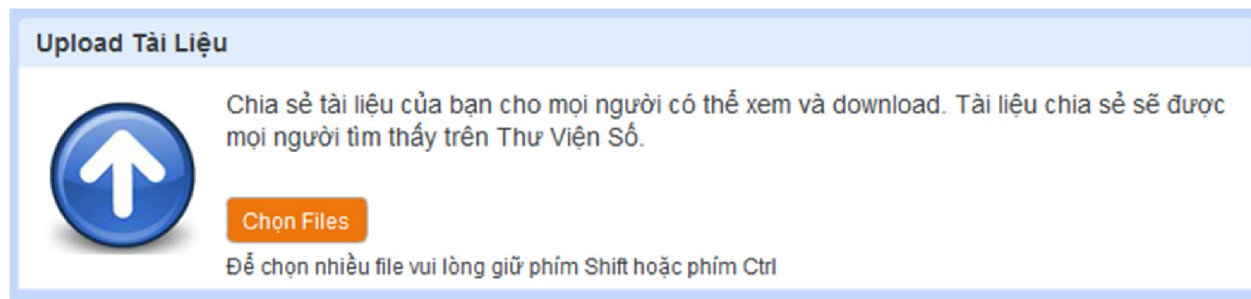 Upload Tài Liệu
Chia sẻ tài liệu của bạn cho mọi người có thể xem và download. Tài liệu chia sẻ sẽ được
mọi người tìm thấy trên Thư Viện Số.
Chọn Files
Để chọn nhiều file vui lòng giữ phím Shift hoặc phím Ctrl